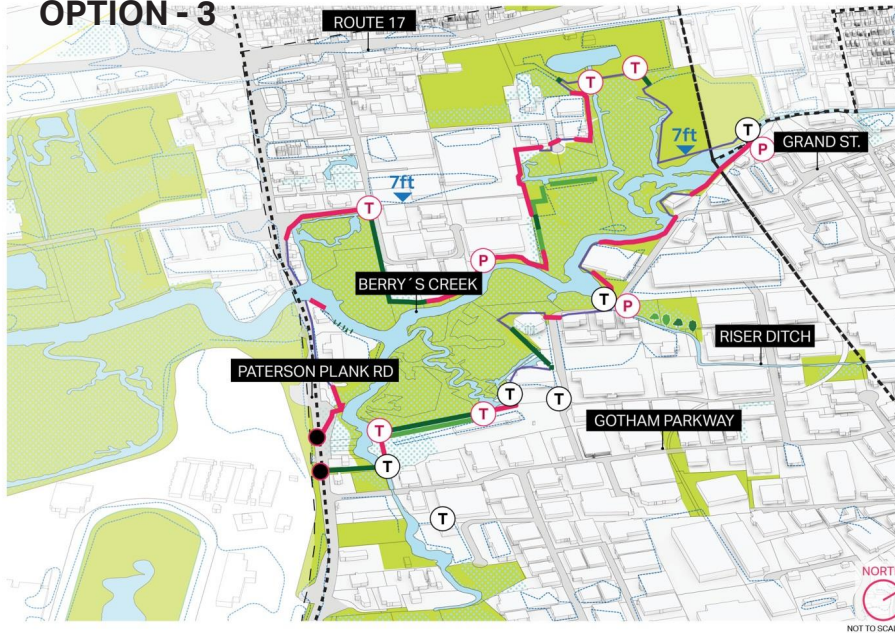 OPTION - 3
ROUTE 17
T
T
T
7ft
GRAND ST.
P
7ft
T
P
BERRY´S CREEK
T
P
RISER DITCH
PATERSON PLANK RD
T
T
T
T
GOTHAM PARKWAY
T
T
NORTH
NOT TO SCAL